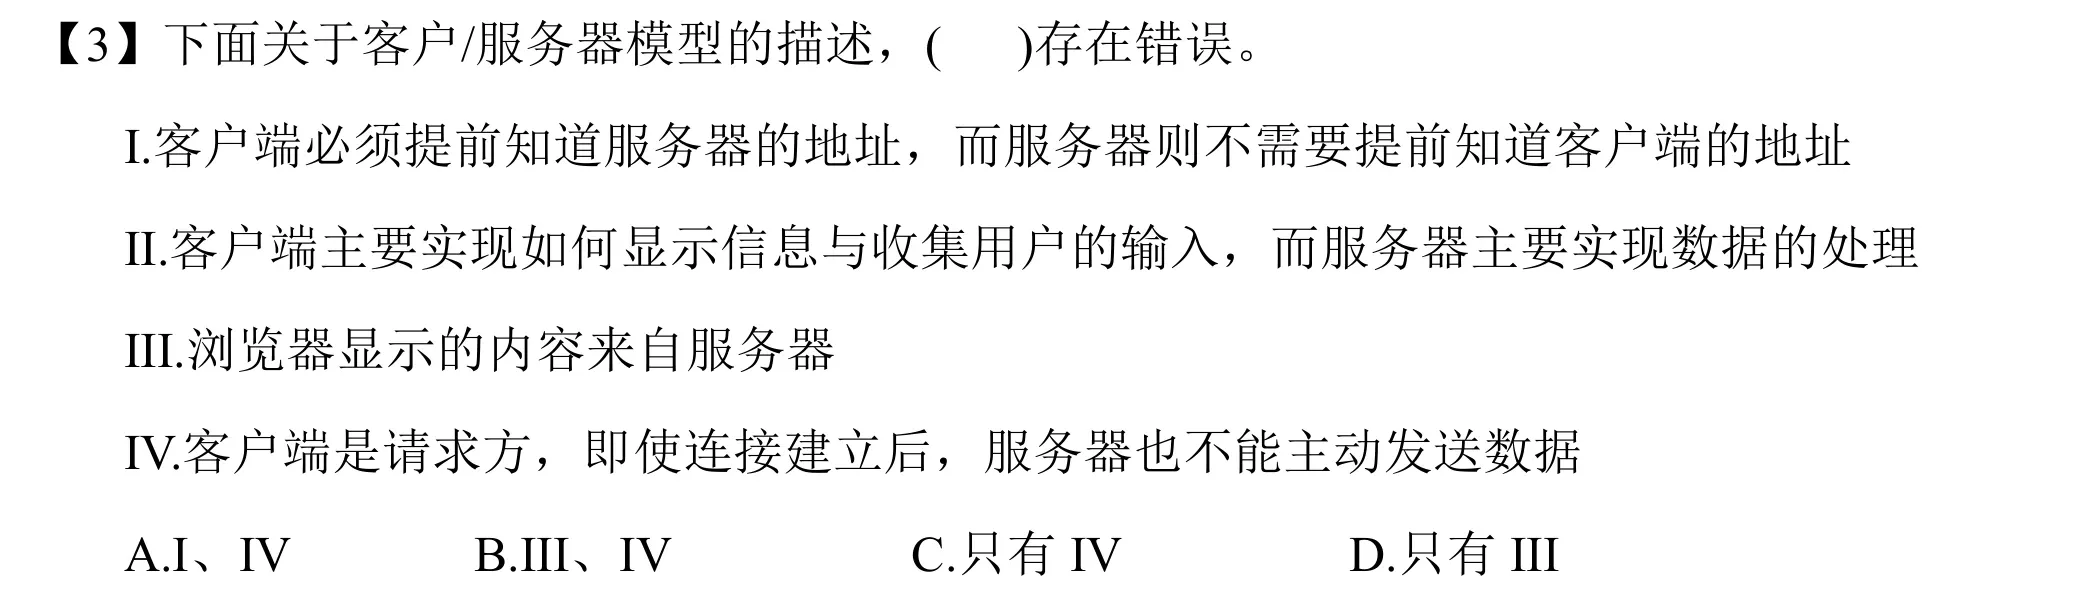 【3】下面关于客户/服务器模型的描述，(　)存在错误。
I.客户端必须提前知道服务器的地址，而服务器则不需要提前知道客户端的地址
II.客户端主要实现如何显示信息与收集用户的输入，而服务器主要实现数据的处理
III.浏览器显示的内容来自服务器
IV.客户端是请求方，即使连接建立后，服务器也不能主动发送数据
A.I、IV　B.III、IV　C.只有 IV　D.只有 III